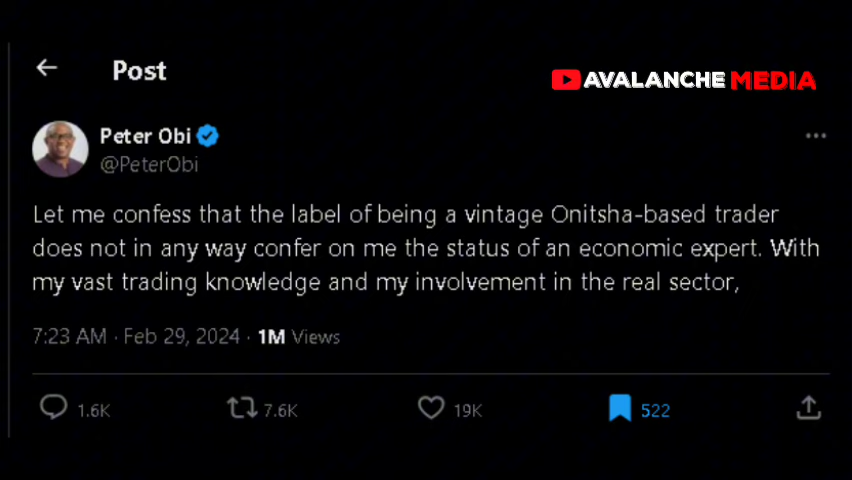 Post
AVALANCHE MEDIA
Peter Obi
@PeterObi
Let me confess that the label of being a vintage Onitsha-based trader
does not in any way confer on me the status of an economic expert. With
my vast trading knowledge and my involvement in the real sector,
7:23 AM · Feb 29, 2024 · 1M Views
1.6K 7.6K 19K 522